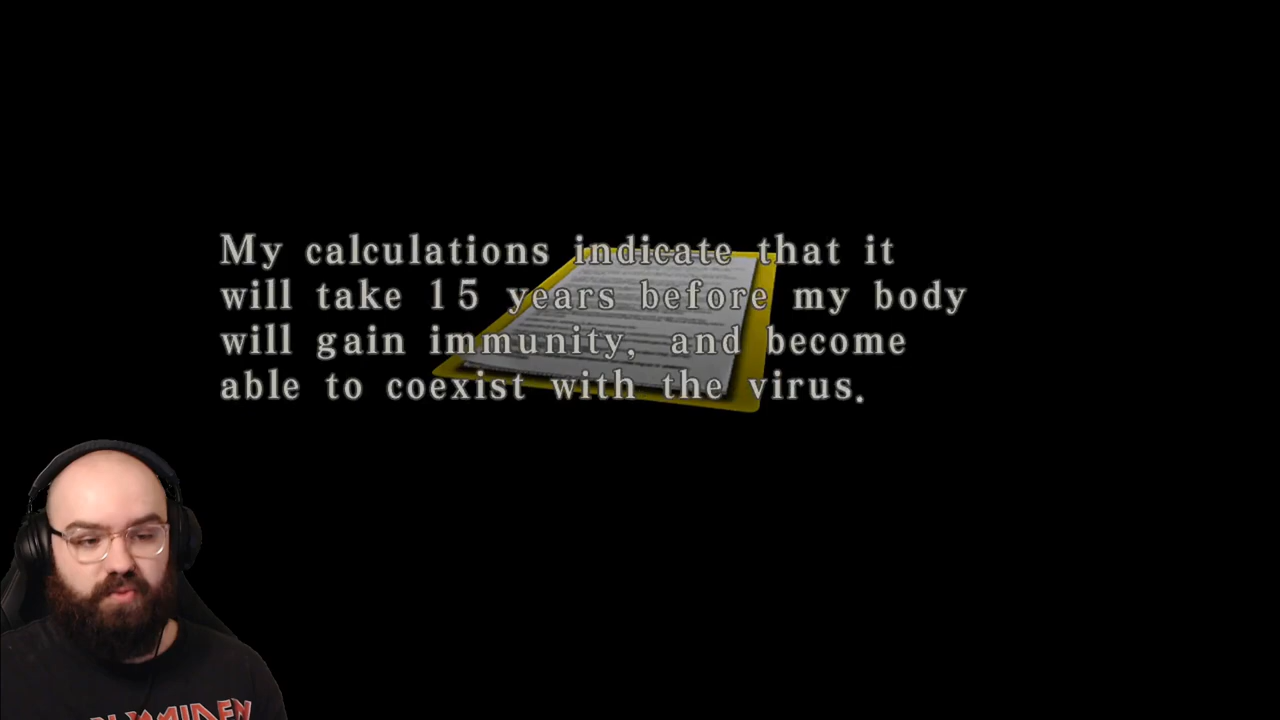 My calculations indicate that it
will take 15 years before my body
will gain immunity, and become
able to coexist with the virus.
MAIDEN